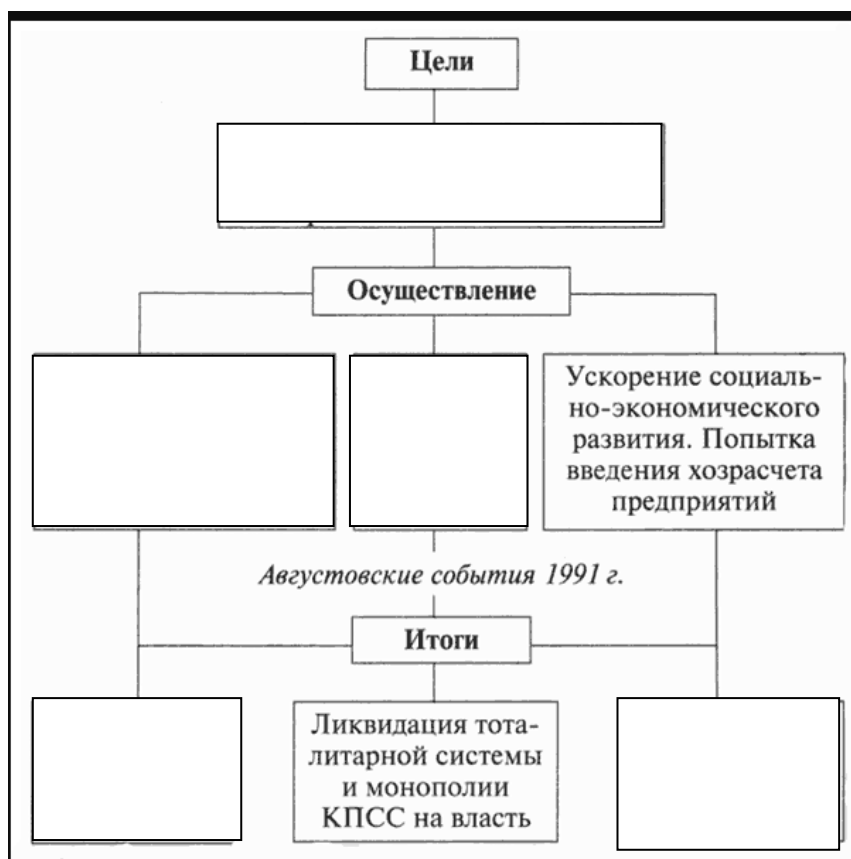 Цели
Осуществление
Ускорение социаль-
но-экономического
развития. Попытка
введения хозрасчета
предприятий
Августовские события 1991 г.
Итоги
Ликвидация тота-
литарной системы
и монополии
КПСС на власть